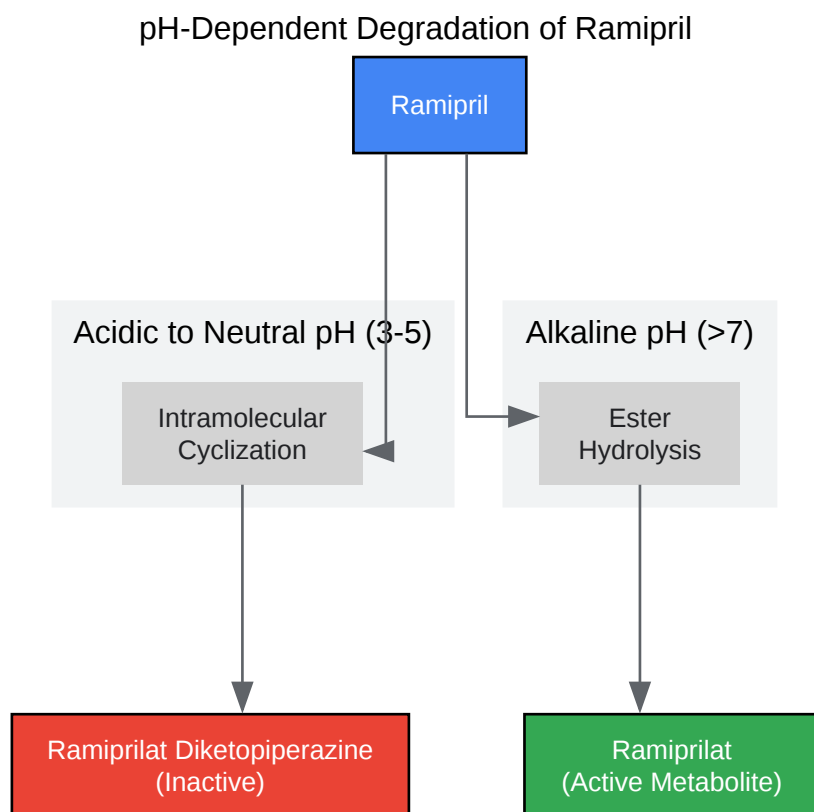 pH-Dependent Degradation of Ramipril
Ramipril
Acidic to Neutral pH (3-5)
Alkaline pH (>7)
Intramolecular
Cyclization
Ester
Hydrolysis
Ramiprilat Diketopiperazine
(Inactive)
Ramiprilat
(Active Metabolite)